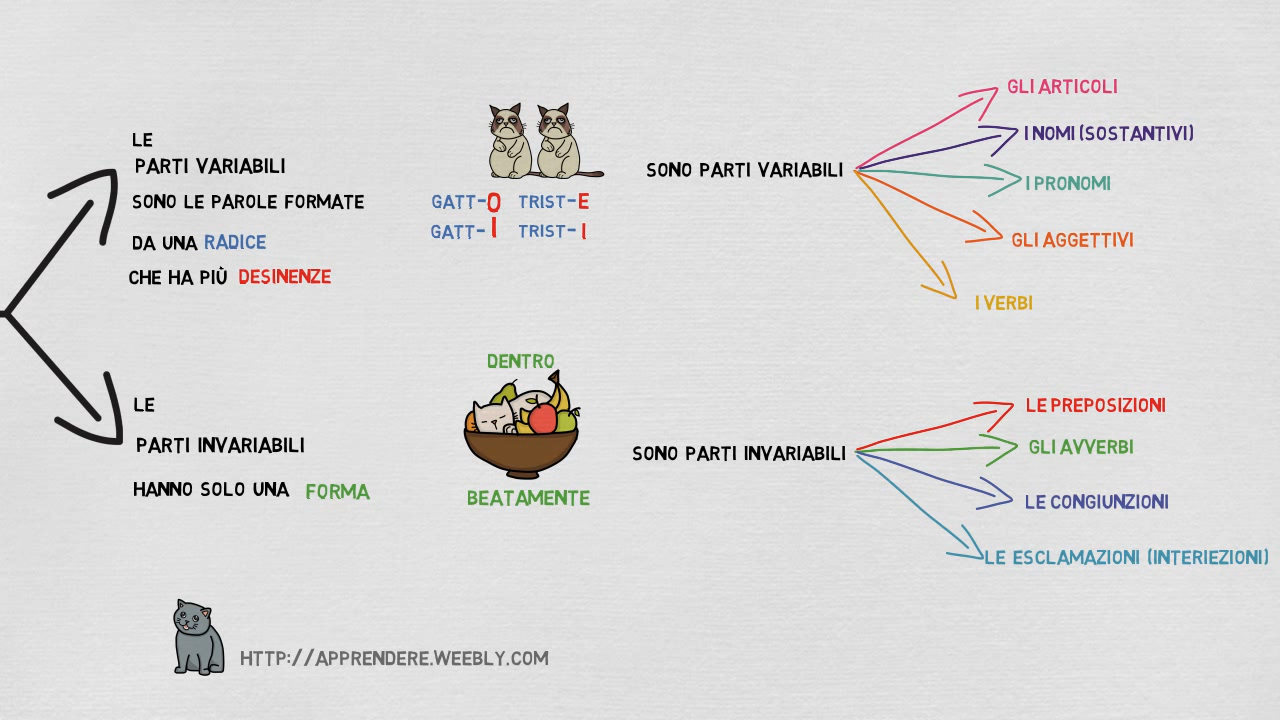 LE
PARTI VARIABILI
SONO LE PAROLE FORMATE
DA UNA RADICE
CHE HA PIÙ DESINENZE
GATT-O TRIST-E
GATT-I TRIST-I
SONO PARTI VARIABILI
GLI ARTICOLI
I NOMI (SOSTANTIVI)
I PRONOMI
GLI AGGETTIVI
I VERBI
LE
PARTI INVARIABILI
HANNO SOLO UNA FORMA
DENTRO
BEATAMENTE
SONO PARTI INVARIABILI
LE PREPOSIZIONI
GLI AVVERBI
LE CONGIUNZIONI
LE ESCLAMAZIONI (INTERIEZIONI)
HTTP://APPRENDERE.WEEBLY.COM